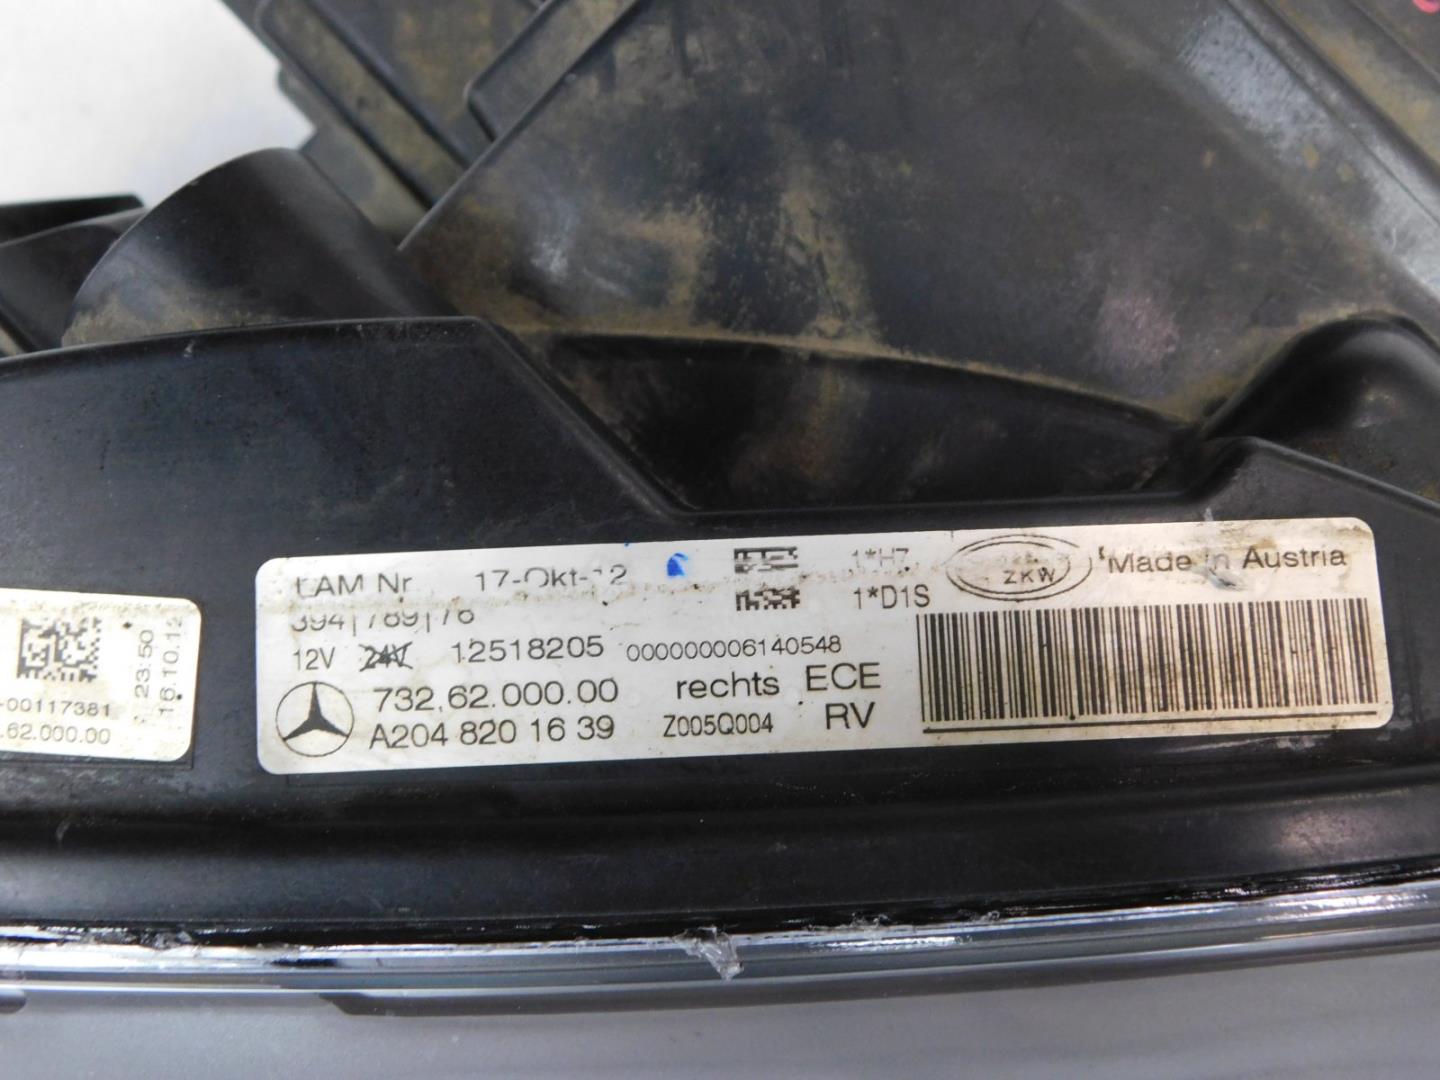 23:50
16.10.12
-00117381
.62.000.00
LAM Nr. 17-Okt-12 1*H7 ZKW Made in Austria
394|789|76 1*D1S
12V 24V 12518205 000000006140548
732.62.000.00 rechts ECE
A204 820 16 39 Z005Q004 RV